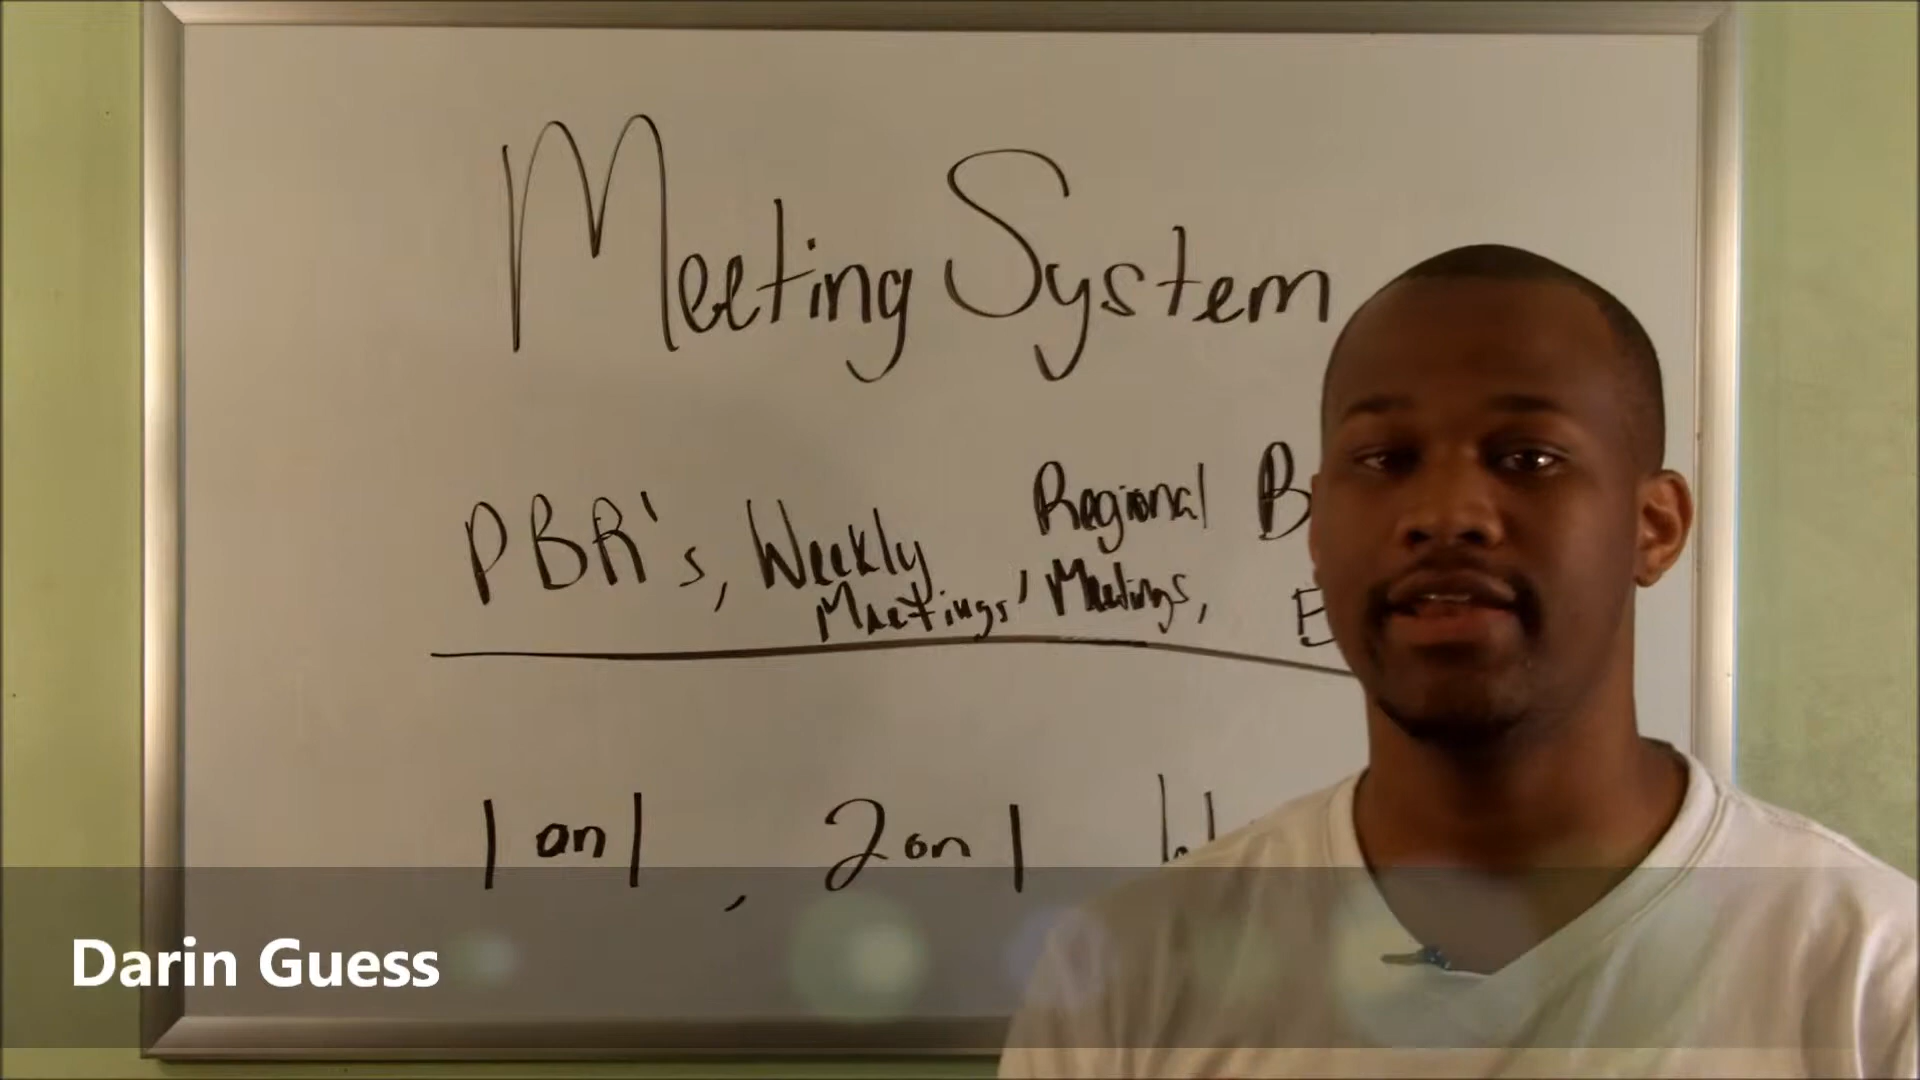 Meeting System
PBR's, Weekly Meetings, Regional Meetings,
1 on 1, 2 on 1
Darin Guess